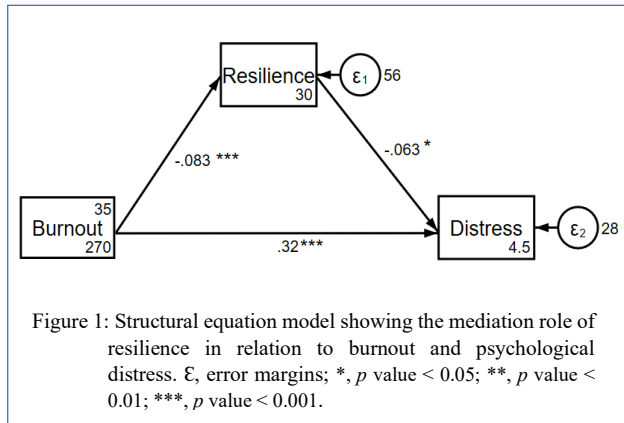 Resilience
30
ε1
56
-.083 ***
-.063 *
35
Burnout
270
.32***
Distress
4.5
ε2
28
Figure 1: Structural equation model showing the mediation role of
resilience in relation to burnout and psychological
distress. Ɛ, error margins; *, p value < 0.05; **, p value <
0.01; ***, p value < 0.001.